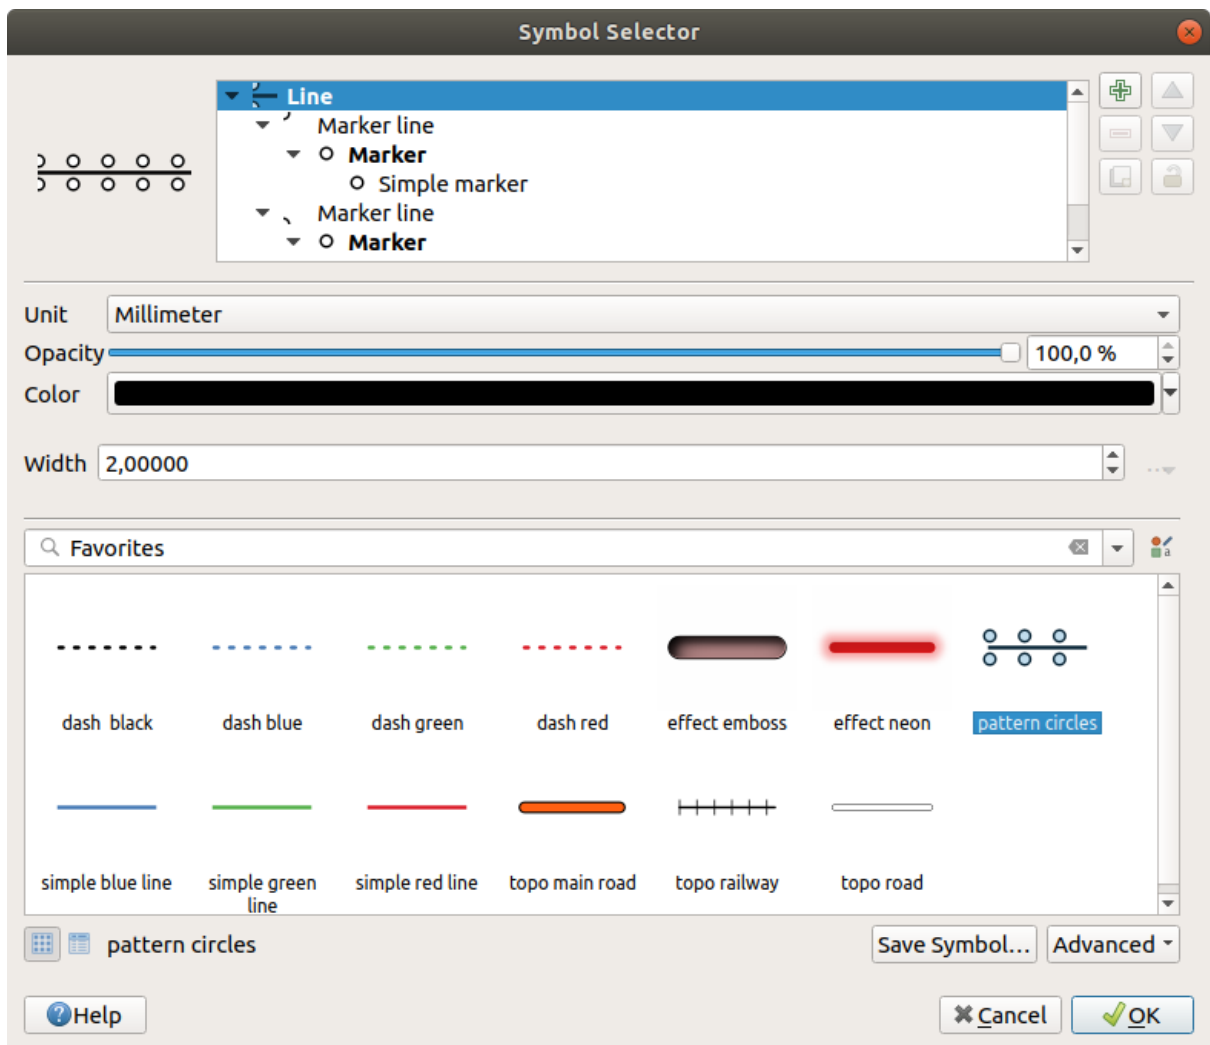 Symbol Selector
Line
Marker line
Marker
Simple marker
Marker line
Marker
Unit Millimeter
Opacity 100,0 %
Color
Width 2,00000
Favorites
a
dash black dash blue dash green dash red effect emboss effect neon pattern circles
simple blue line simple green simple red line topo main road topo railway topo road
line
pattern circles Save Symbol... Advanced
?Help Cancel OK